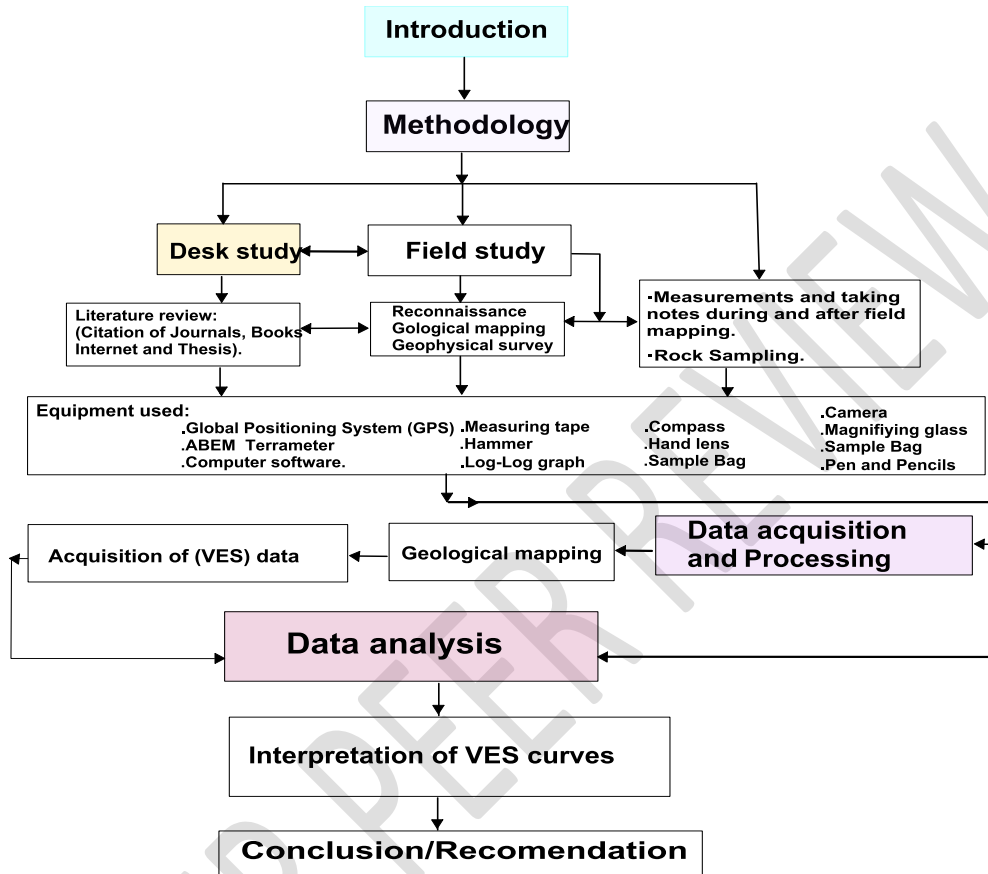 Introduction
Methodology
Desk study
Field study
Literature review:
(Citation of Journals, Books
Internet and Thesis).
Reconnaissance
Gological mapping
Geophysical survey
·Measurements and taking
notes during and after field
mapping.
·Rock Sampling.
Equipment used:
.Global Positioning System (GPS)
.ABEM Terrameter
.Computer software.
.Measuring tape
.Hammer
.Log-Log graph
.Compass
.Hand lens
.Sample Bag
.Camera
.Magnifiying glass
.Sample Bag
.Pen and Pencils
Data acquisition
and Processing
Geological mapping
Acquisition of (VES) data
Data analysis
Interpretation of VES curves
Conclusion/Recomendation
PEER REVIEW